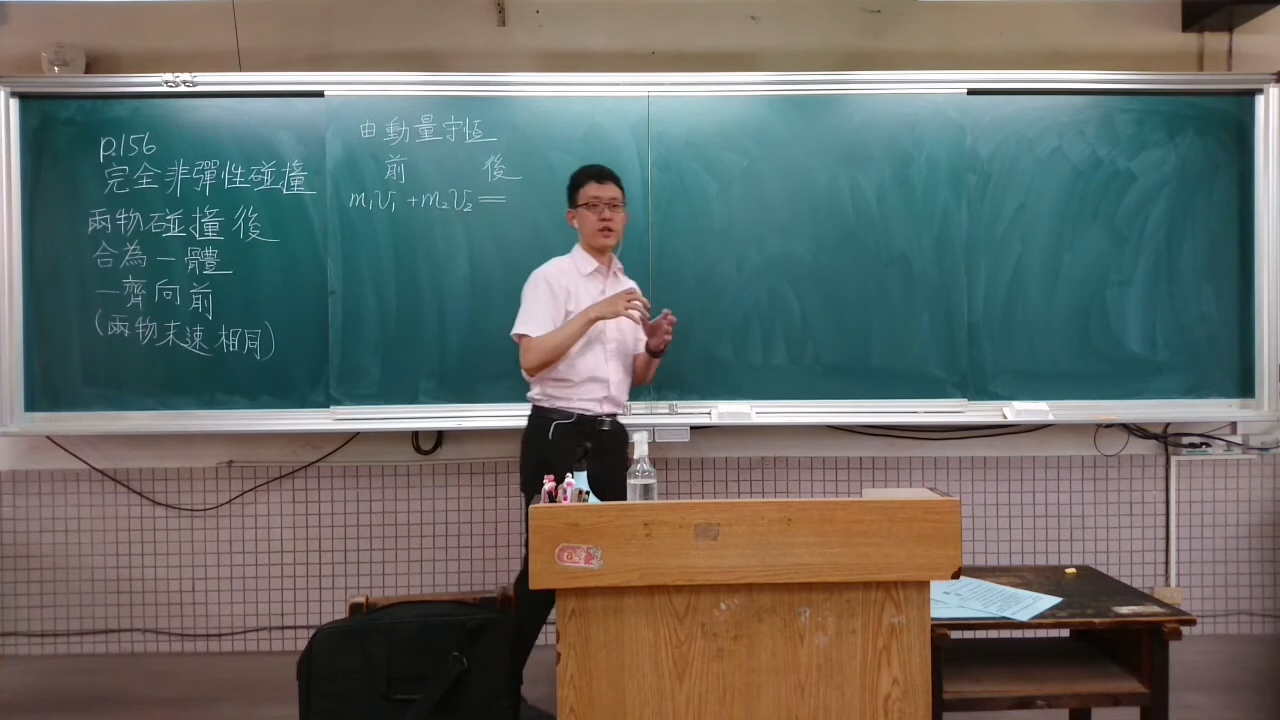 p.156
完全非彈性碰撞
兩物碰撞後
合為一體
一齊向前
(兩物末速相同)
由動量守恆
前 後
m₁v₁ + m₂v₂ =